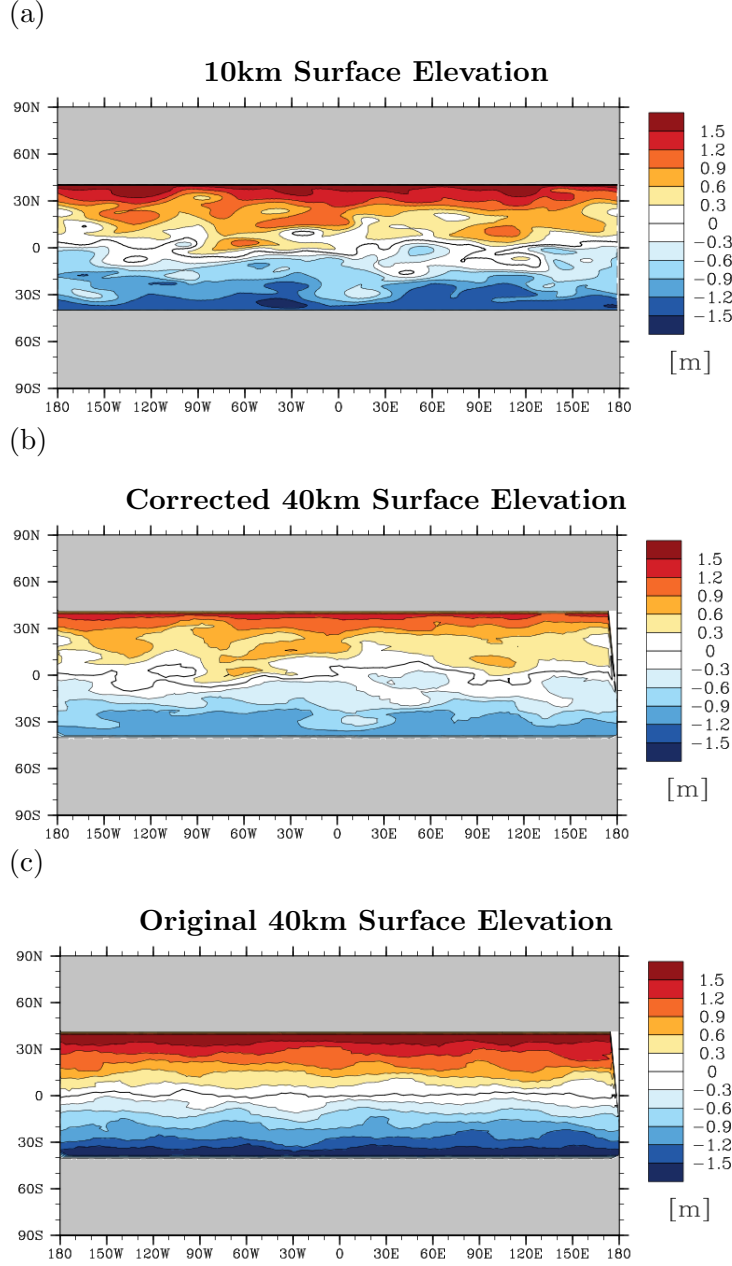 (a)
10km Surface Elevation
90N
60N
30N
0
30S
60S
90S
180 150W 120W 90W 60W 30W 0 30E 60E 90E 120E 150E 180
1.5
1.2
0.9
0.6
0.3
0
−0.3
−0.6
−0.9
−1.2
−1.5
[m]
(b)
Corrected 40km Surface Elevation
90N
60N
30N
0
30S
60S
90S
180 150W 120W 90W 60W 30W 0 30E 60E 90E 120E 150E 180
1.5
1.2
0.9
0.6
0.3
0
−0.3
−0.6
−0.9
−1.2
−1.5
[m]
(c)
Original 40km Surface Elevation
90N
60N
30N
0
30S
60S
90S
180 150W 120W 90W 60W 30W 0 30E 60E 90E 120E 150E 180
1.5
1.2
0.9
0.6
0.3
0
−0.3
−0.6
−0.9
−1.2
−1.5
[m]